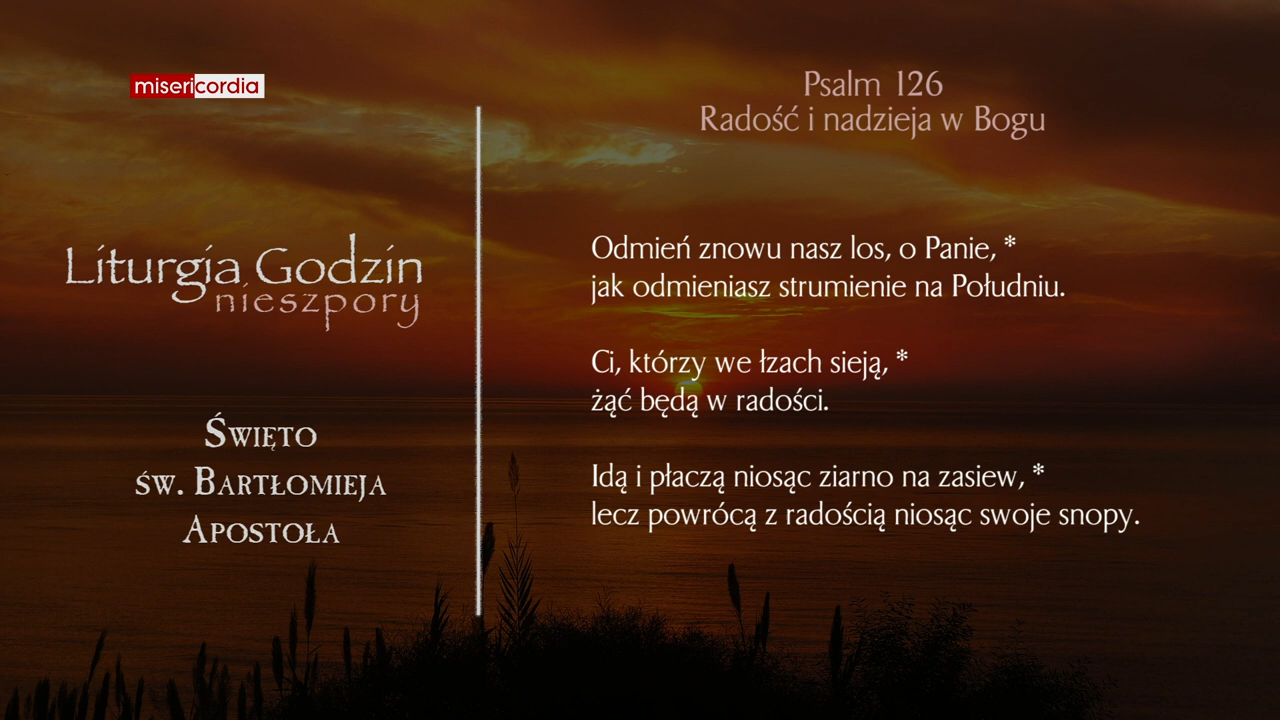 misericordia
Liturgia Godzin
nieszpory
Święto
św. Bartłomieja
Apostoła
Psalm 126
Radość i nadzieja w Bogu
Odmień znowu nasz los, o Panie, *
jak odmieniasz strumienie na Południu.
Ci, którzy we łzach sieją, *
żąć będą w radości.
Idą i płaczą niosąc ziarno na zasiew, *
lecz powrócą z radością niosąc swoje snopy.